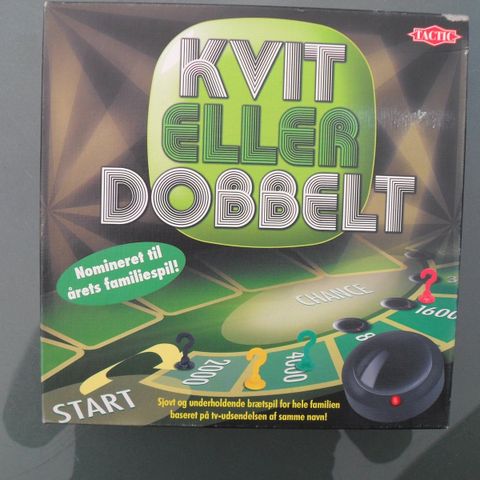 TACTIC
KVIT
ELLER
DOBBELT
Nomineret til
årets familiespil!
CHANCE
1600
8
2000
4000
START
Sjovt og underholdende brætspil for hele familien
baseret på tv-udsendelsen af samme navn!